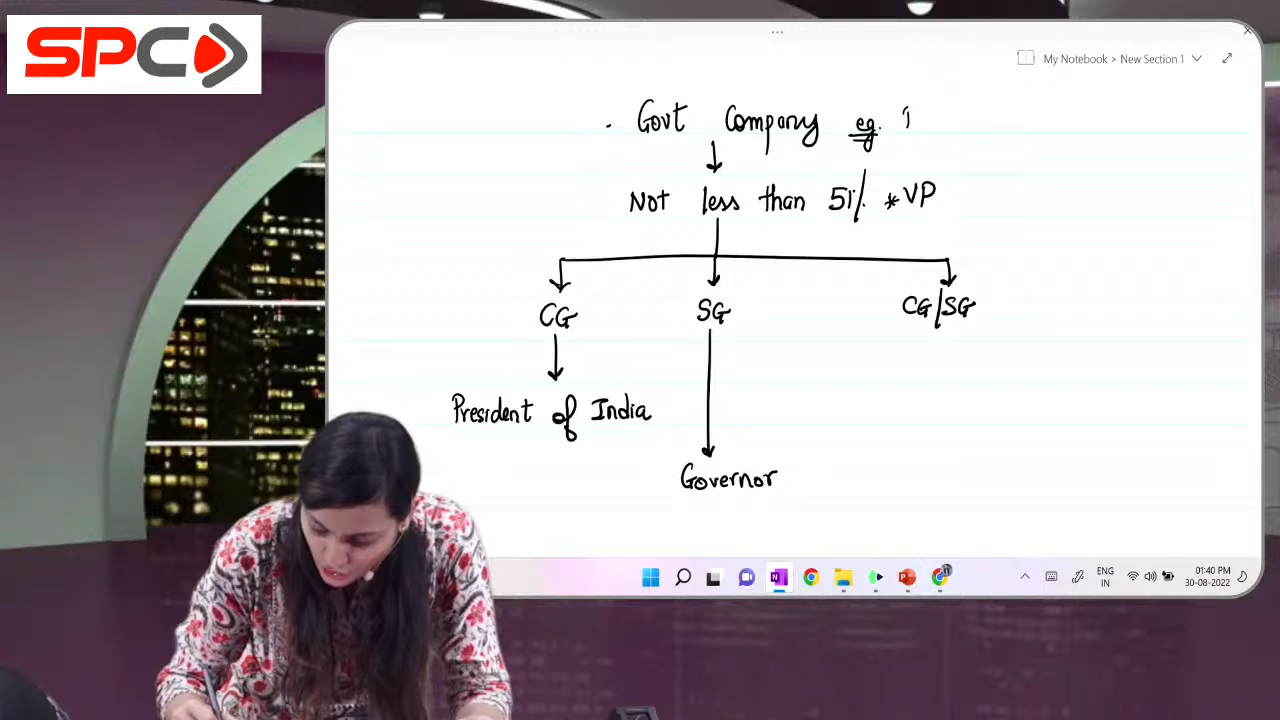 SPC
My Notebook > New Section 1
Govt Company eg.
Not less than 51% *VP
CG SG CG/SG
President of India
Governor
ENG
IN
01:40 PM
30-08-2022